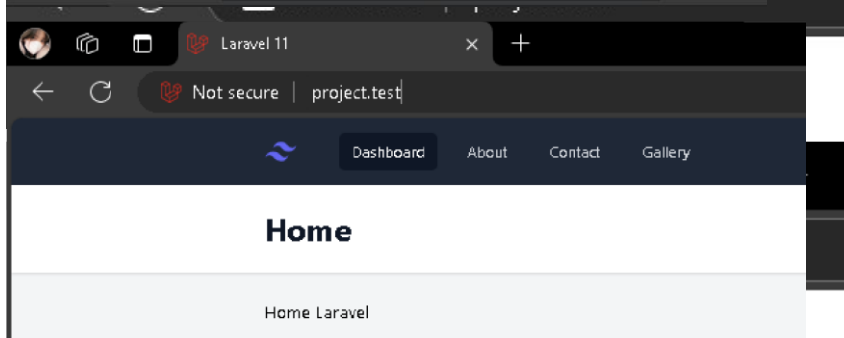 Laravel 11
Not secure project.test
Dashboard About Contact Gallery
Home
Home Laravel